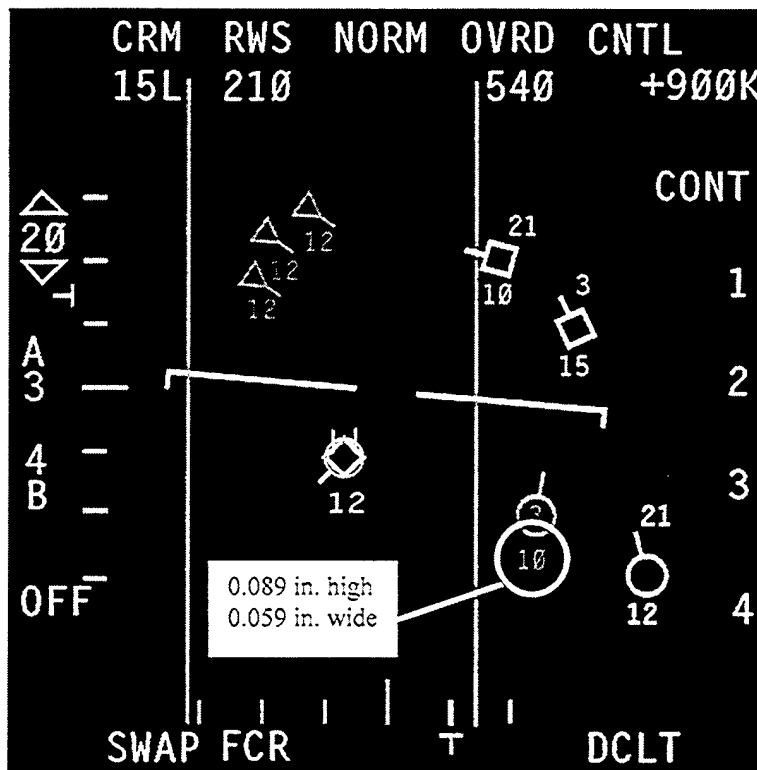 CRM RWS NORM OVRD CNTL
15L 210 540 +900K
CONT
20
21
12
12
12
10
3
1
15
A
3
2
4
B
12
3
3
21
10
12
OFF
0.089 in. high
0.059 in. wide
4
SWAP FCR T DCLT